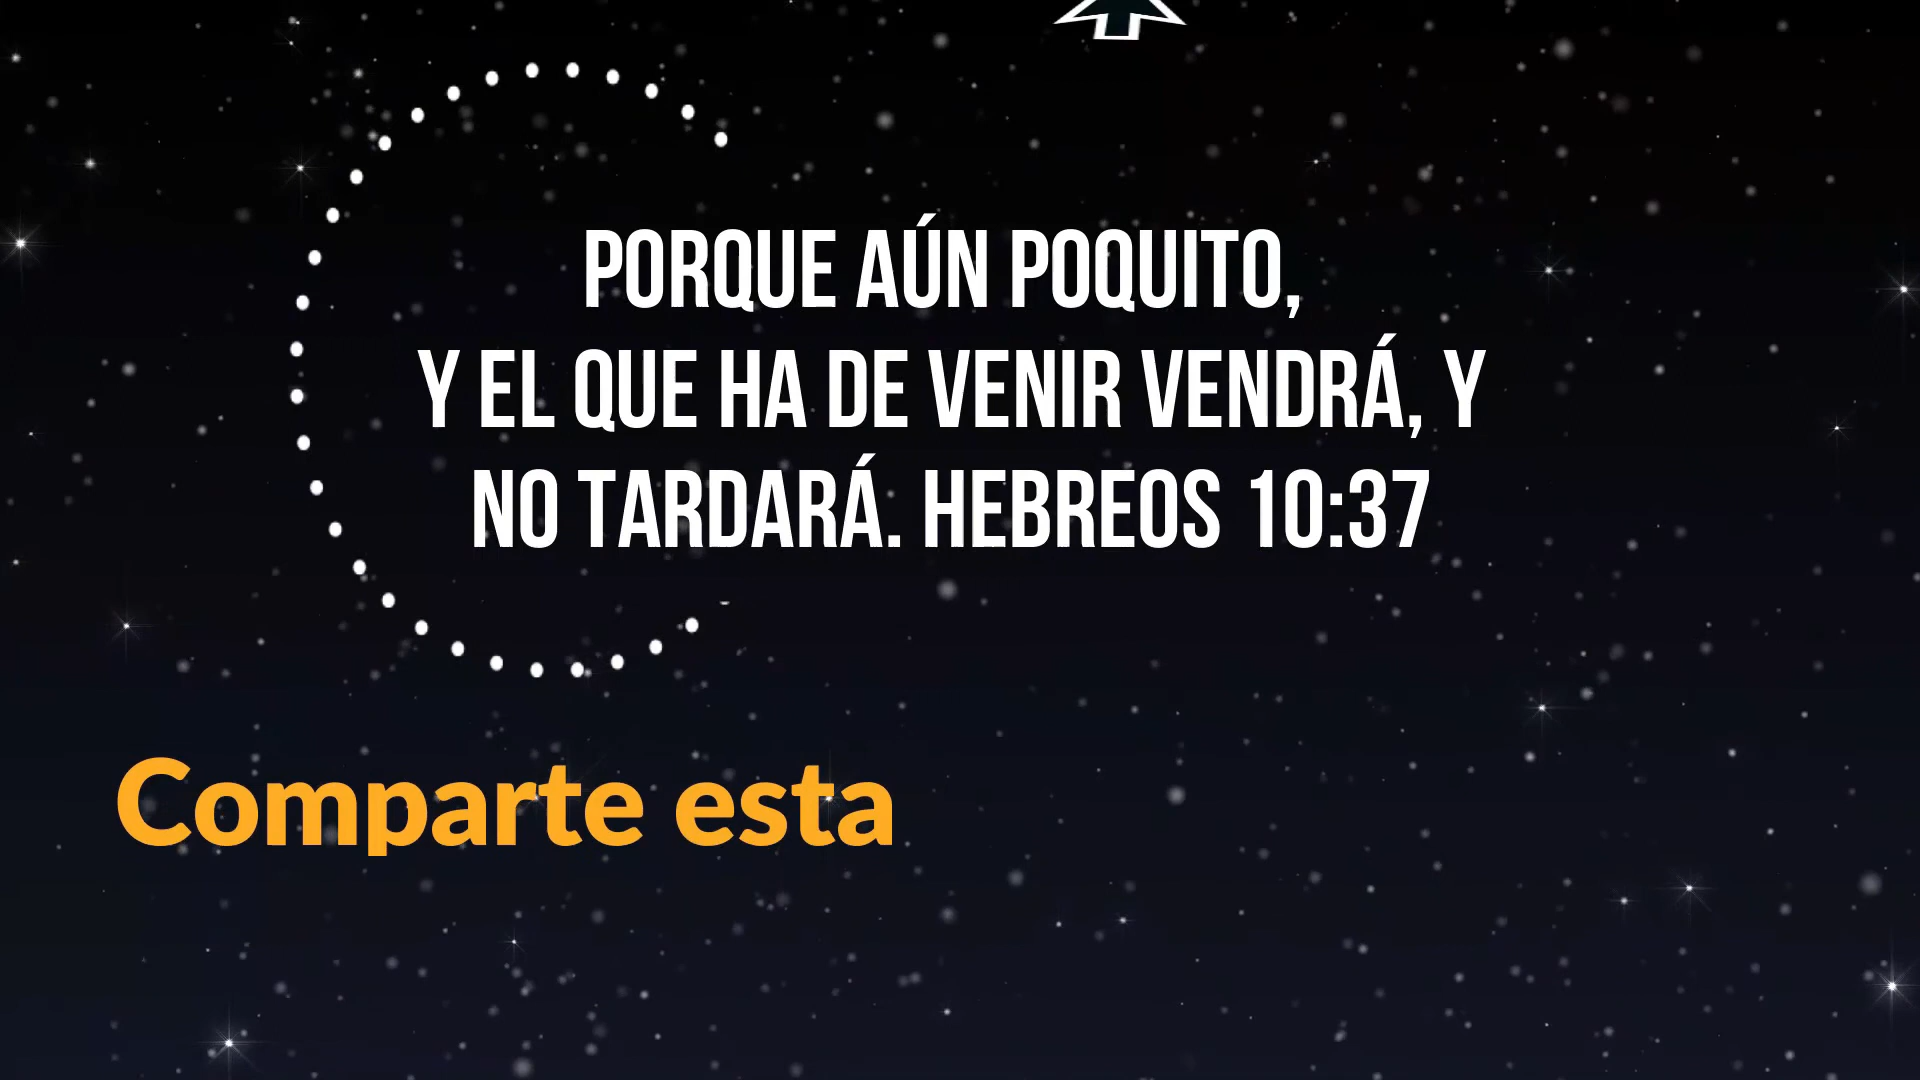 PORQUE AÚN POQUITO,
Y EL QUE HA DE VENIR VENDRÁ, Y
NO TARDARÁ. HEBREOS 10:37
Comparte esta